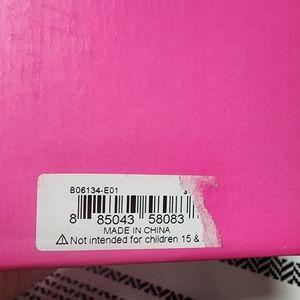 B06134-E01
8 85043 58083
MADE IN CHINA
⚠Not intended for children 15 &